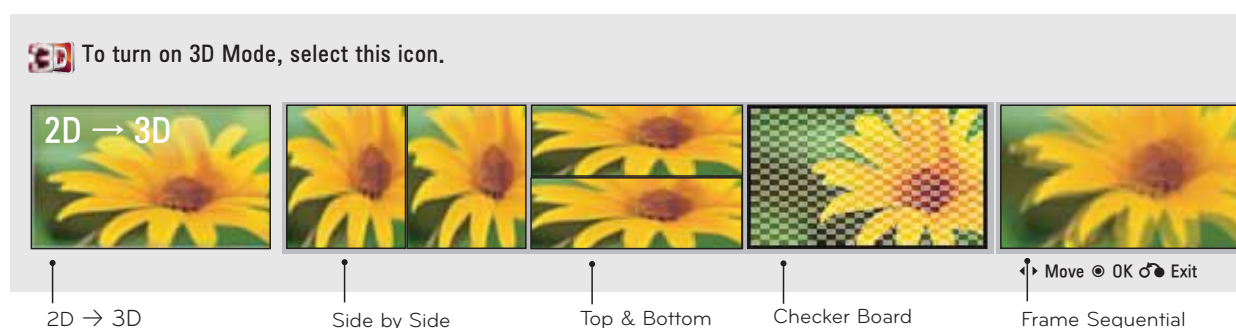 3D To turn on 3D Mode, select this icon.
2D → 3D
Move OK Exit
2D → 3D Side by Side Top & Bottom Checker Board Frame Sequential